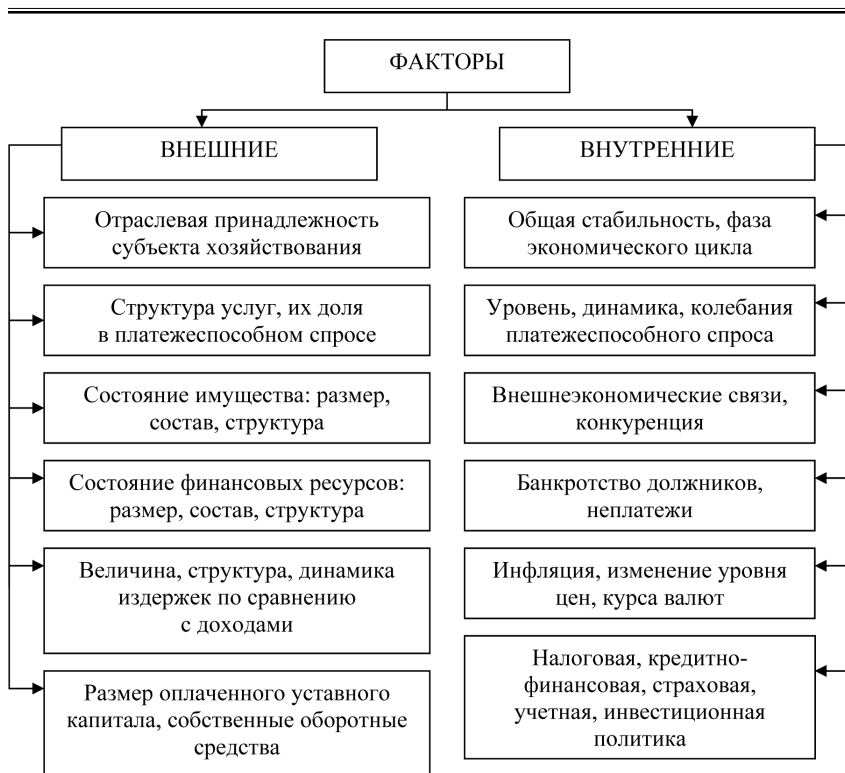 ФАКТОРЫ
ВНЕШНИЕ
Отраслевая принадлежность
субъекта хозяйствования
Структура услуг, их доля
в платежеспособном спросе
Состояние имущества: размер,
состав, структура
Состояние финансовых ресурсов:
размер, состав, структура
Величина, структура, динамика
издержек по сравнению
с доходами
Размер оплаченного уставного
капитала, собственные оборотные
средства
ВНУТРЕННИЕ
Общая стабильность, фаза
экономического цикла
Уровень, динамика, колебания
платежеспособного спроса
Внешнеэкономические связи,
конкуренция
Банкротство должников,
неплатежи
Инфляция, изменение уровня
цен, курса валют
Налоговая, кредитно-
финансовая, страховая,
учетная, инвестиционная
политика